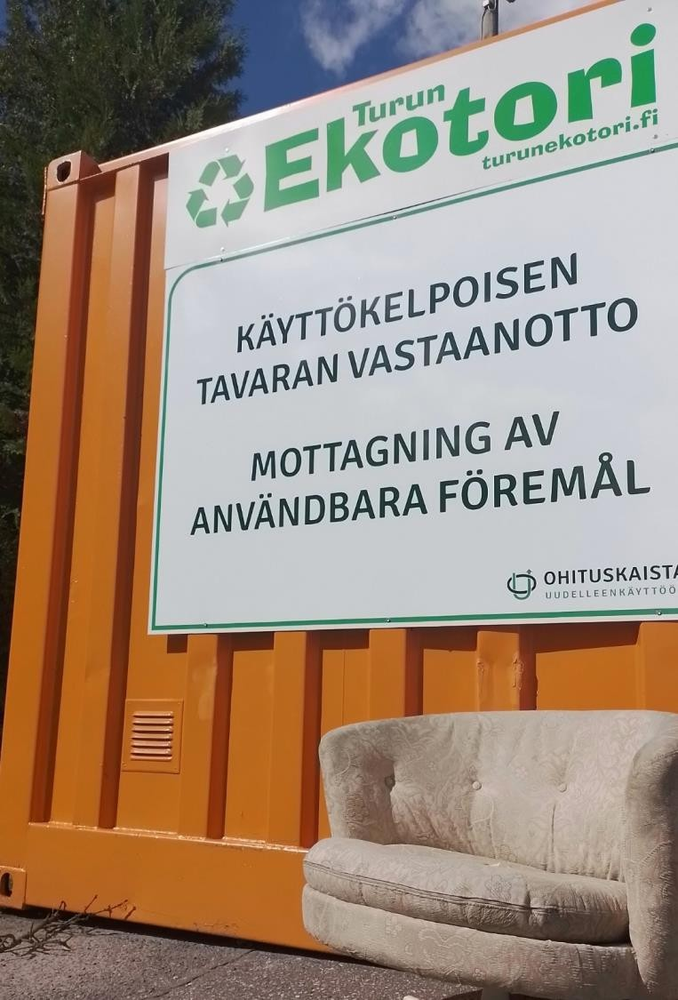 Turun
Ekotori
turunekotori.fi
KÄYTTÖKELPOISEN
TAVARAN VASTAANOTTO
MOTTAGNING AV
ANVÄNDBARA FÖREMÅL
OHITUSKAISTA